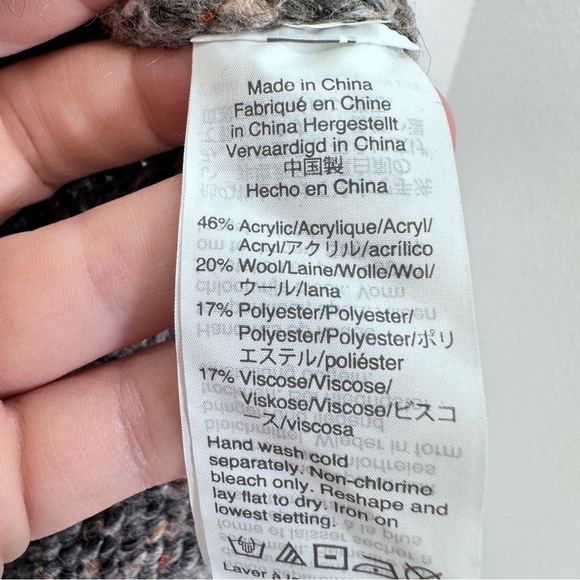 Made in China
Fabriqué en Chine
in China Hergestellt
Vervaardigd in China
中国製
Hecho en China
46% Acrylic/Acrylique/Acryl/
Acryl/アクリル/acrílico
20% Wool/Laine/Wolle/Wol/
ウール/lana
17% Polyester/Polyester/
Polyester/Polyester/ポリ
エステル/poliéster
17% Viscose/Viscose/
Viskose/Viscose/ビスコ
ース/viscosa
Hand wash cold
separately. Non-chlorine
bleach only. Reshape and
lay flat to dry. Iron on
lowest setting.
Laver à